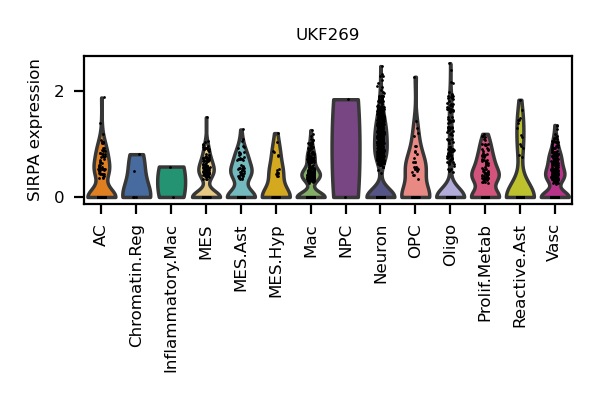 UKF269
SIRPA expression
2
0
AC
Chromatin.Reg
Inflammatory.Mac
MES
MES.Ast
MES.Hyp
Mac
NPC
Neuron
OPC
Oligo
Prolif.Metab
Reactive.Ast
Vasc